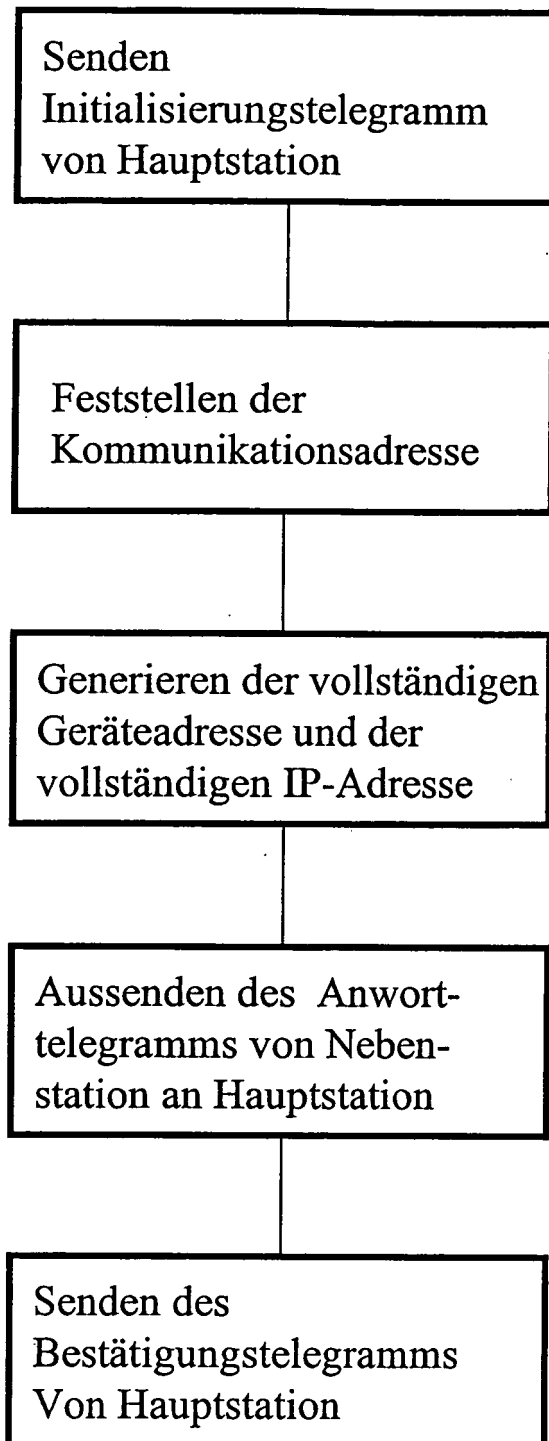 Senden
Initialisierungstelegramm
von Hauptstation
Feststellen der
Kommunikationsadresse
Generieren der vollständigen
Geräteadresse und der
vollständigen IP-Adresse
Aussenden des Anwort-
telegramms von Neben-
station an Hauptstation
Senden des
Bestätigungstelegramms
Von Hauptstation